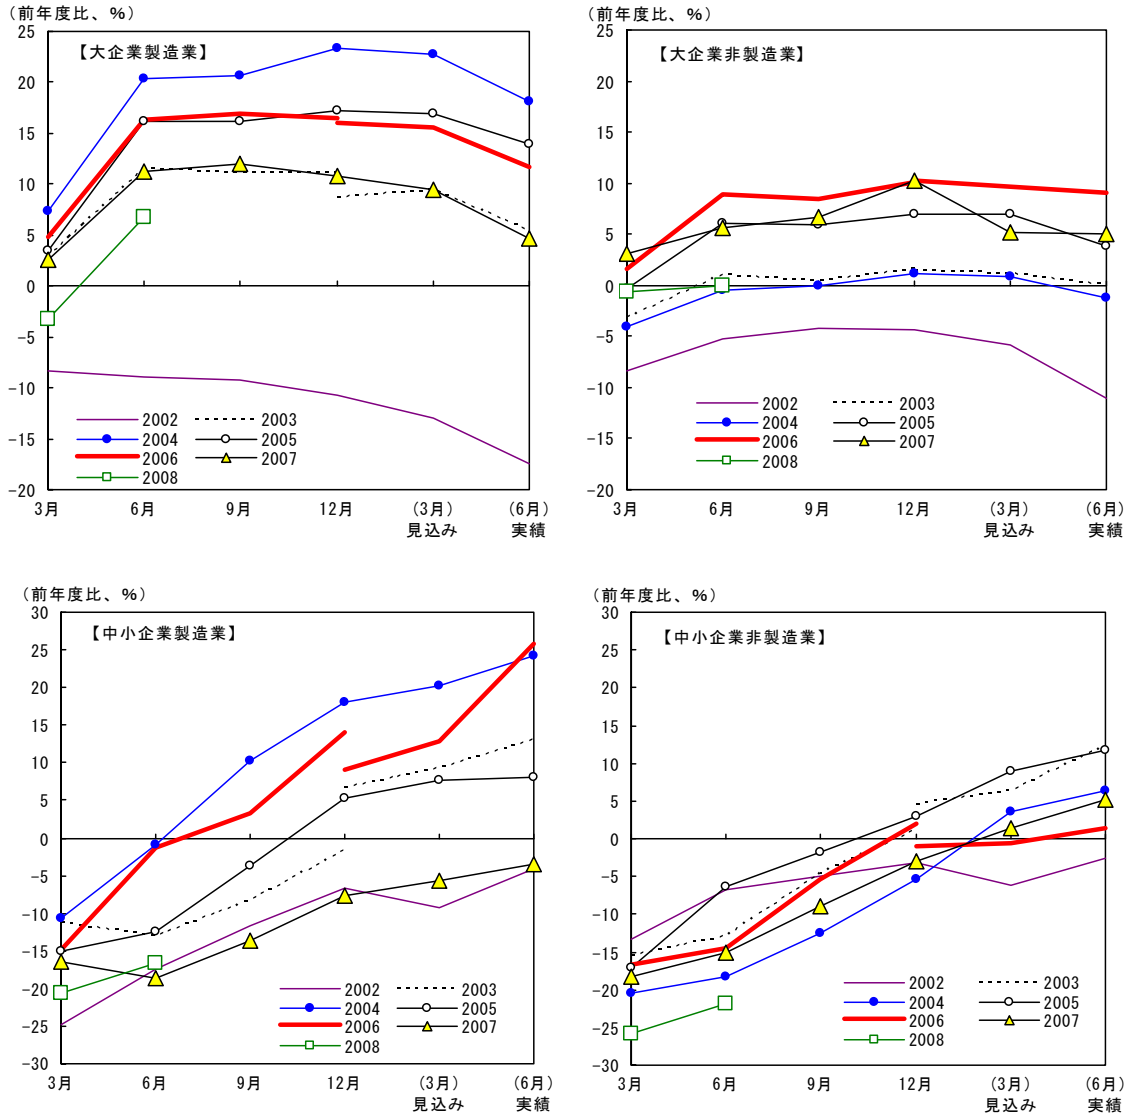 (前年度比、%)
【大企業製造業】
25
20
15
10
5
0
-5
-10
-15
-20
2002
2003
2004
2005
2006
2007
2008
3月
6月
9月
12月
(3月)
見込み
(6月)
実績
(前年度比、%)
【大企業非製造業】
25
20
15
10
5
0
-5
-10
-15
-20
2002
2003
2004
2005
2006
2007
2008
3月
6月
9月
12月
(3月)
見込み
(6月)
実績
(前年度比、%)
【中小企業製造業】
30
25
20
15
10
5
0
-5
-10
-15
-20
-25
-30
2002
2003
2004
2005
2006
2007
2008
3月
6月
9月
12月
(3月)
見込み
(6月)
実績
(前年度比、%)
【中小企業非製造業】
30
25
20
15
10
5
0
-5
-10
-15
-20
-25
-30
2002
2003
2004
2005
2006
2007
2008
3月
6月
9月
12月
(3月)
見込み
(6月)
実績